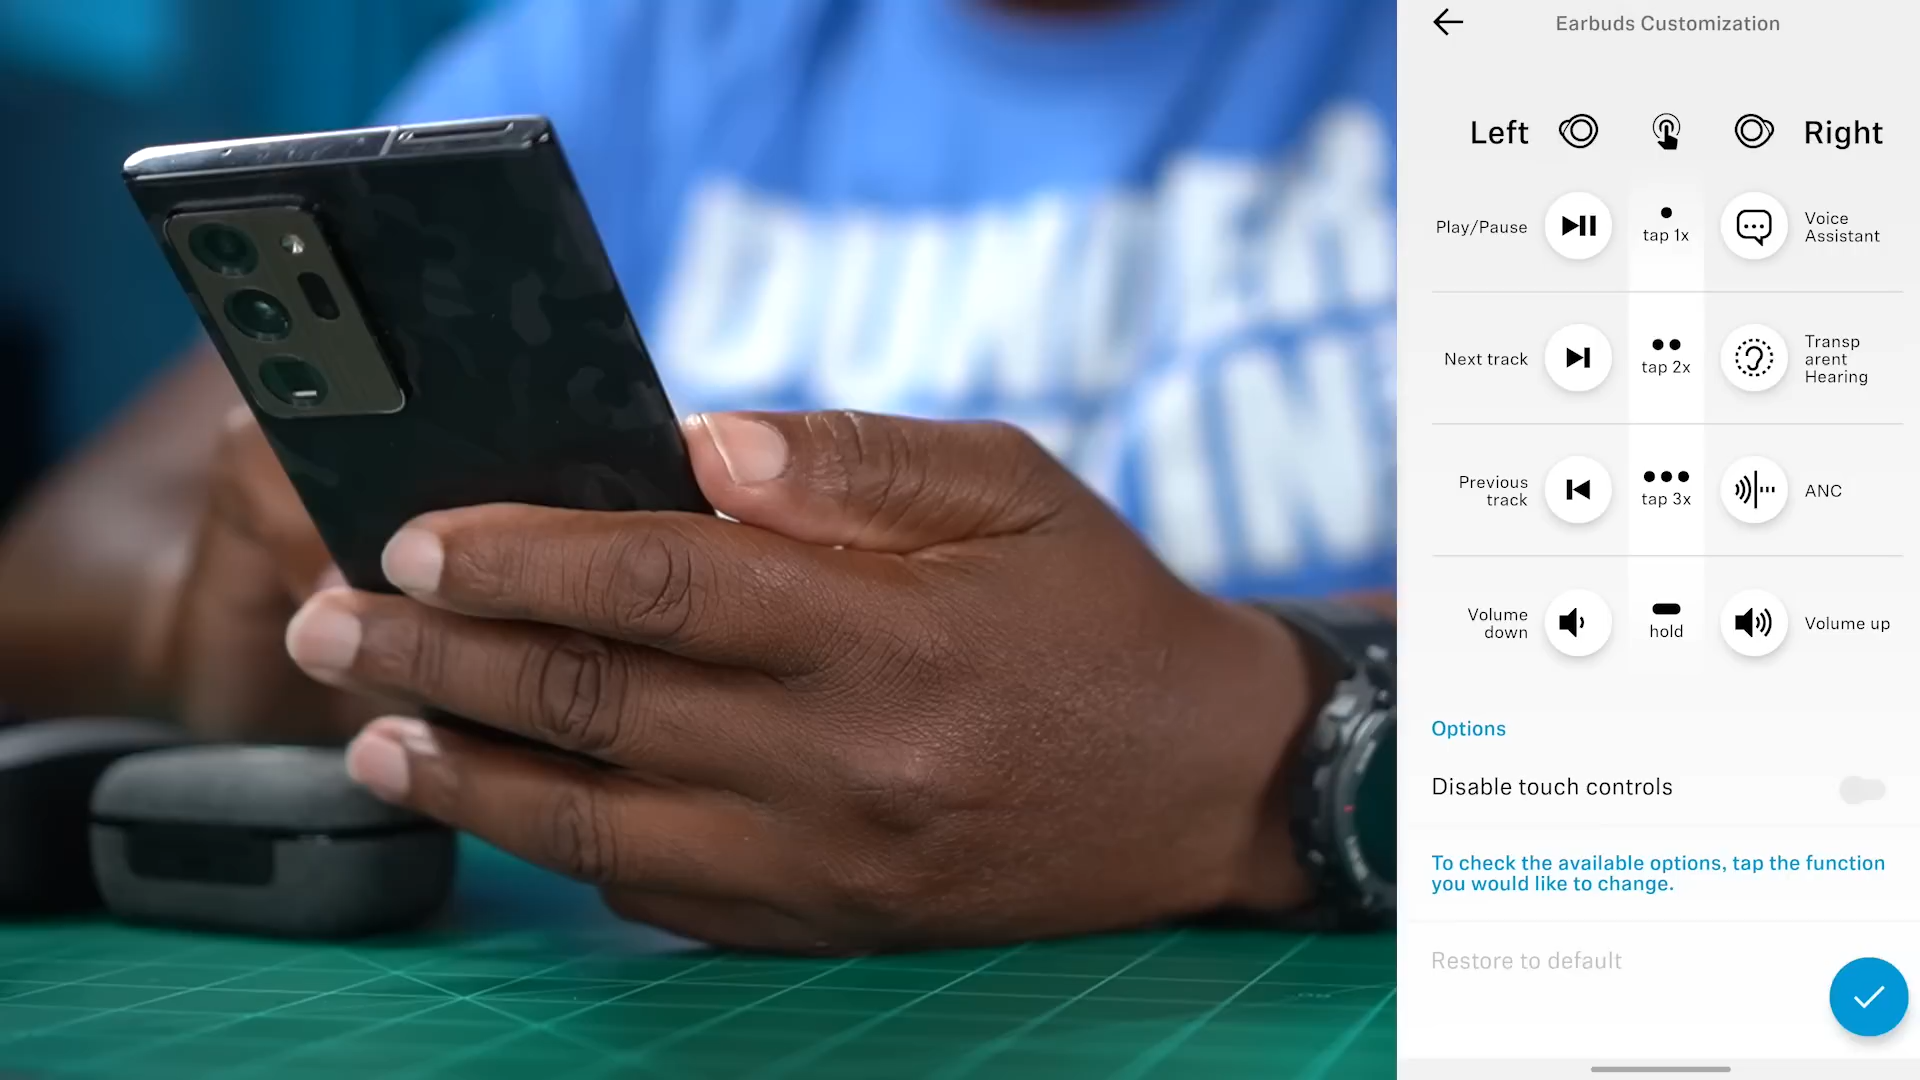 Earbuds Customization
Left
Right
Play/Pause
tap 1x
Voice
Assistant
Next track
tap 2x
Transp
arent
Hearing
Previous
track
tap 3x
ANC
Volume
down
hold
Volume up
Options
Disable touch controls
To check the available options, tap the function
you would like to change.
Restore to default